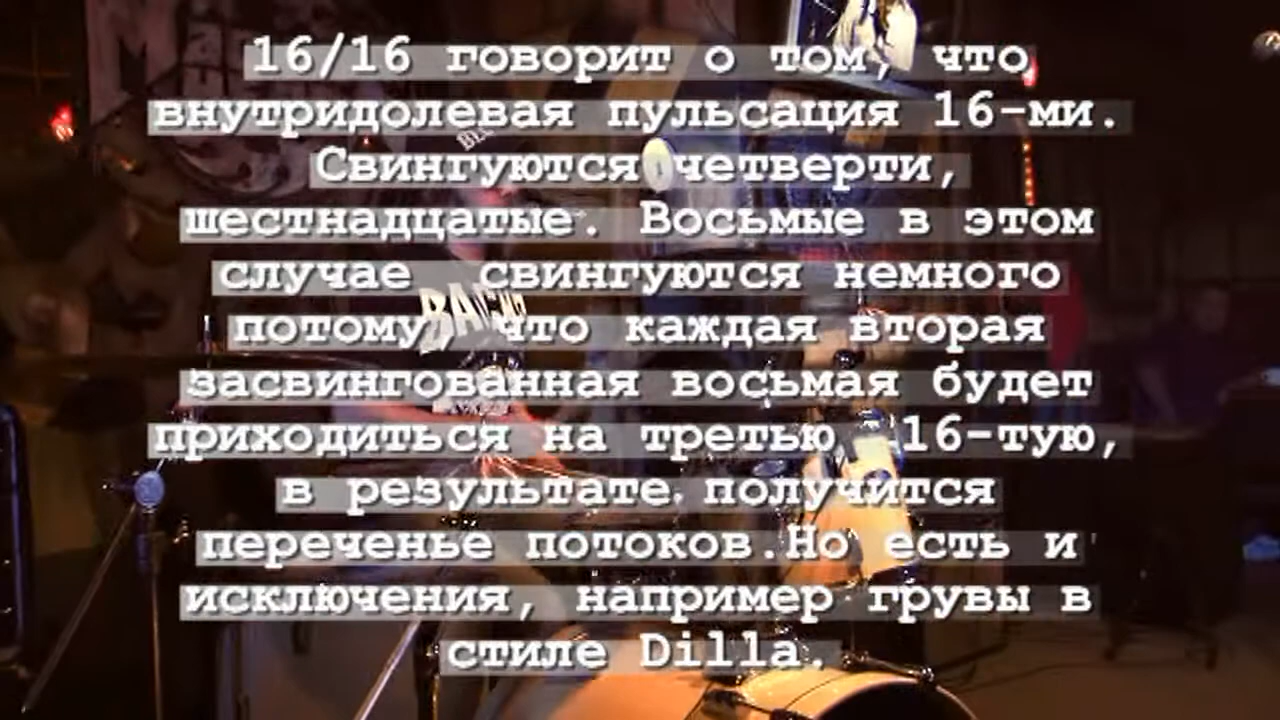 16/16 говорит о том, что
внутридолевая пульсация 16-ми.
Свингуются четверти,
шестнадцатые. Восьмые в этом
случае свингуются немного
потому, что каждая вторая
засвингованная восьмая будет
приходиться на третью 16-тую,
в результате получится
переченье потоков.Но есть и
исключения, например грувы в
стиле Dilla.